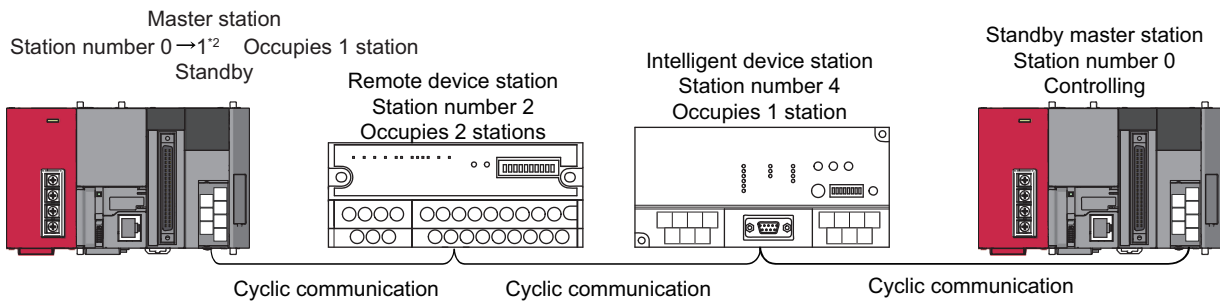 Master station
Station number 0→1*2 Occupies 1 station
Standby
Remote device station
Station number 2
Occupies 2 stations
Intelligent device station
Station number 4
Occupies 1 station
Standby master station
Station number 0
Controlling
Cyclic communication
Cyclic communication
Cyclic communication